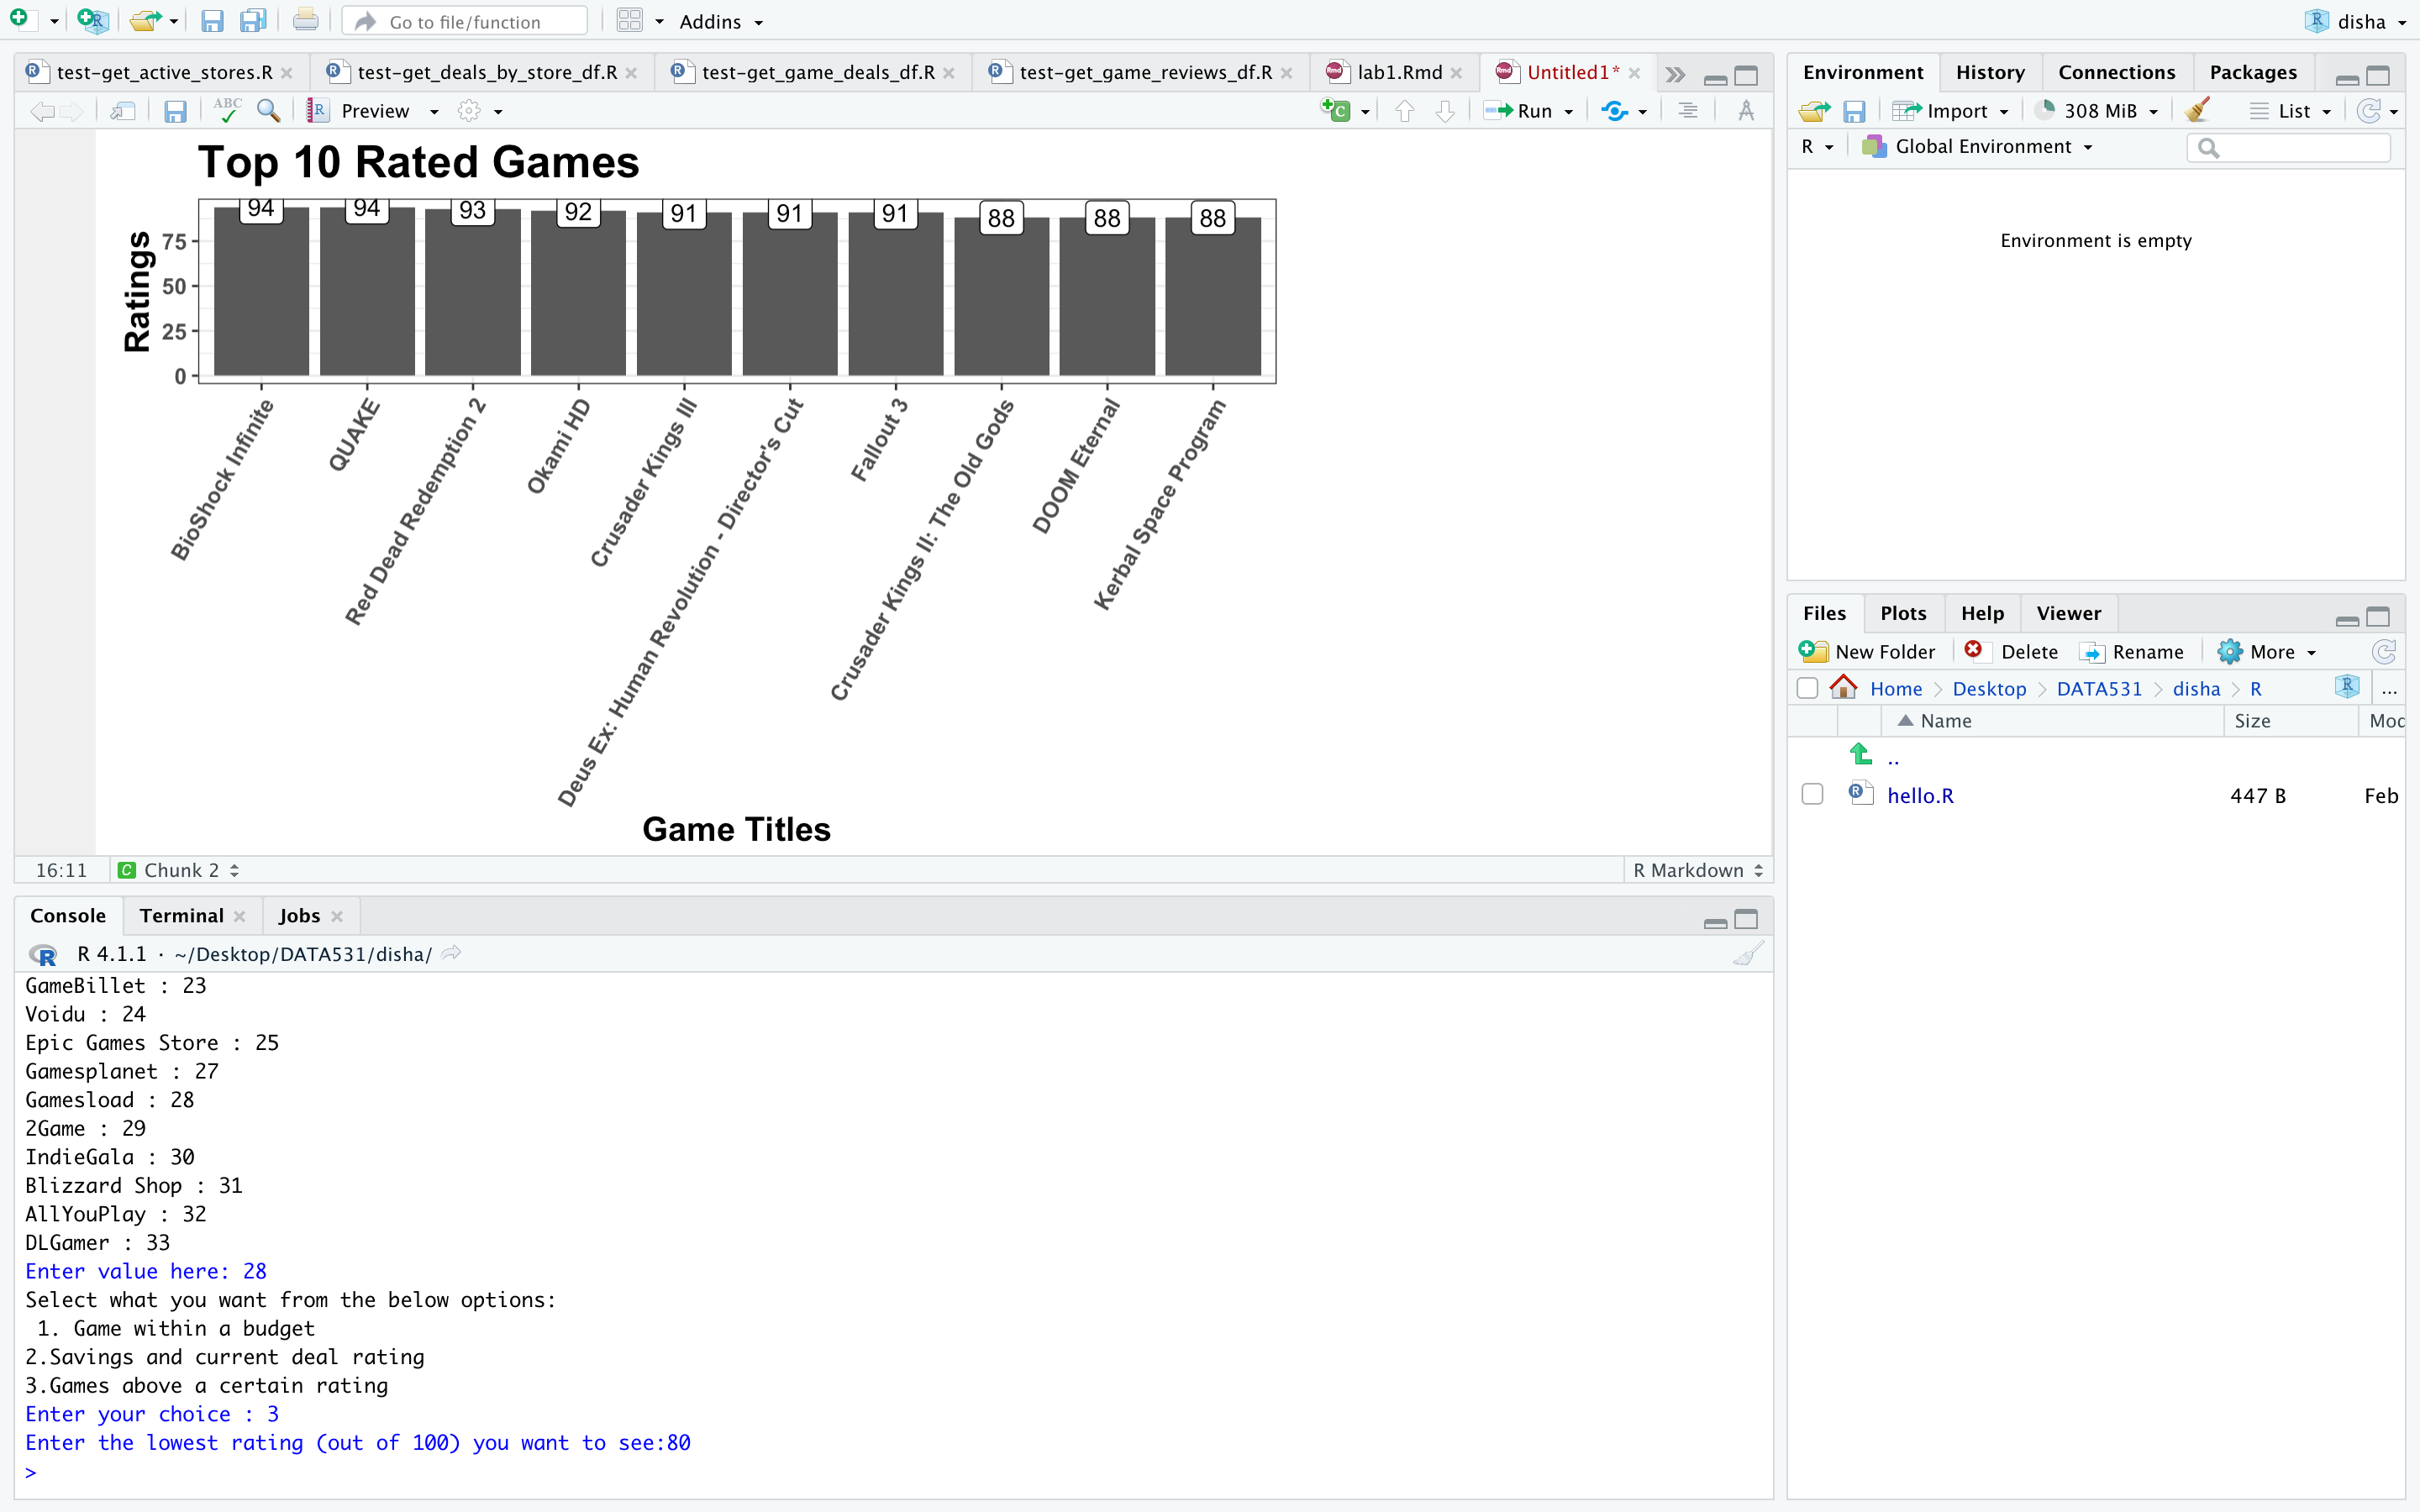 Go to file/function
Addins
disha
test-get_active_stores.R
test-get_deals_by_store_df.R
test-get_game_deals_df.R
test-get_game_reviews_df.R
lab1.Rmd
Untitled1*
ABC
Preview
Run
Top 10 Rated Games
Ratings
75
50
25
0
94
94
93
92
91
91
91
88
88
88
BioShock Infinite
QUAKE
Red Dead Redemption 2
Okami HD
Crusader Kings III
Deus Ex: Human Revolution - Director's Cut
Fallout 3
Crusader Kings II: The Old Gods
DOOM Eternal
Kerbal Space Program
Game Titles
16:11
C Chunk 2
R Markdown
Console
Terminal
Jobs
R 4.1.1 · ~/Desktop/DATA531/disha/
GameBillet : 23
Voidu : 24
Epic Games Store : 25
Gamesplanet : 27
Gamesload : 28
2Game : 29
IndieGala : 30
Blizzard Shop : 31
AllYouPlay : 32
DLGamer : 33
Enter value here: 28
Select what you want from the below options:
1. Game within a budget
2.Savings and current deal rating
3.Games above a certain rating
Enter your choice : 3
Enter the lowest rating (out of 100) you want to see:80
>
Environment
History
Connections
Packages
Import
308 MiB
List
R
Global Environment
Environment is empty
Files
Plots
Help
Viewer
New Folder
Delete
Rename
More
Home
Desktop
DATA531
disha
R
...
Name
Size
Mod
..
hello.R
447 B
Feb